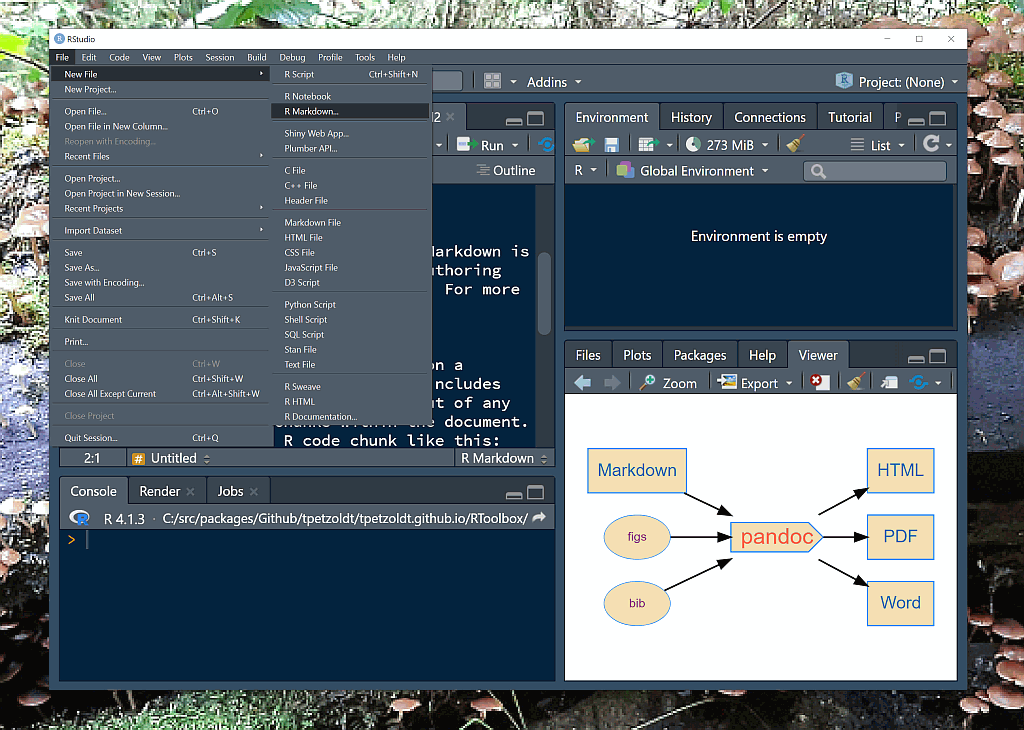 RStudio
File Edit Code View Plots Session Build Debug Profile Tools Help
New File
New Project...
Open File... Ctrl+O
Open File in New Column...
Reopen with Encoding...
Recent Files
Open Project...
Open Project in New Session...
Recent Projects
Import Dataset
Save Ctrl+S
Save As...
Save with Encoding...
Save All Ctrl+Alt+S
Knit Document Ctrl+Shift+K
Print...
Close Ctrl+W
Close All Ctrl+Shift+W
Close All Except Current Ctrl+Alt+Shift+W
Close Project
Quit Session... Ctrl+Q
R Script Ctrl+Shift+N
R Notebook
R Markdown...
Shiny Web App...
Plumber API...
C File
C++ File
Header File
Markdown File
HTML File
CSS File
JavaScript File
D3 Script
Python Script
Shell Script
SQL Script
Stan File
Text File
R Sweave
R HTML
R Documentation...
Addins
Project: (None)
2
Run
Outline
arkdown is
thoring
For more
on a
ncludes
t of any
chunks within the document.
R code chunk like this:
2:1 # Untitled R Markdown
Console Render Jobs
R 4.1.3 · C:/src/packages/Github/tpetzoldt/tpetzoldt.github.io/RToolbox/
>
Environment History Connections Tutorial P
273 MiB List
R Global Environment
Environment is empty
Files Plots Packages Help Viewer
Zoom Export
Markdown HTML
figs pandoc PDF
bib Word